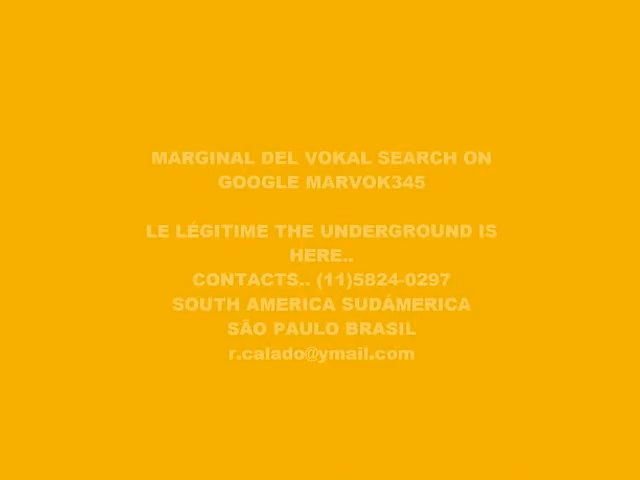 MARGINAL DEL VOKAL SEARCH ON
GOOGLE MARVOK345
LE LÉGITIME THE UNDERGROUND IS
HERE..
CONTACTS.. (11)5824-0297
SOUTH AMERICA SUDÁMERICA
SÃO PAULO BRASIL
r.calado@ymail.com